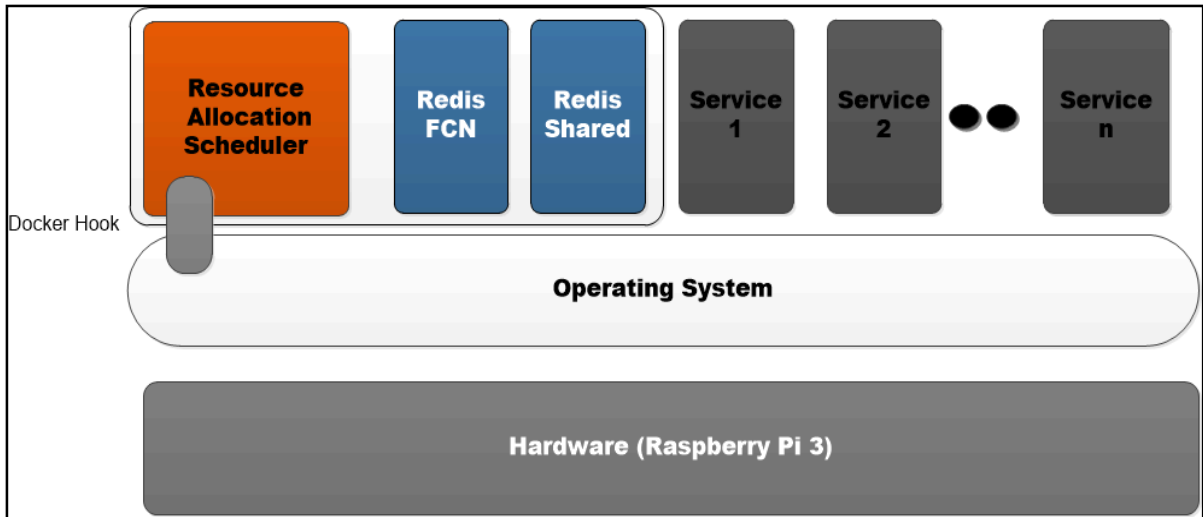 Resource
Allocation
Scheduler
Redis
FCN
Redis
Shared
Service
1
Service
2
Service
n
Docker Hook
Operating System
Hardware (Raspberry Pi 3)